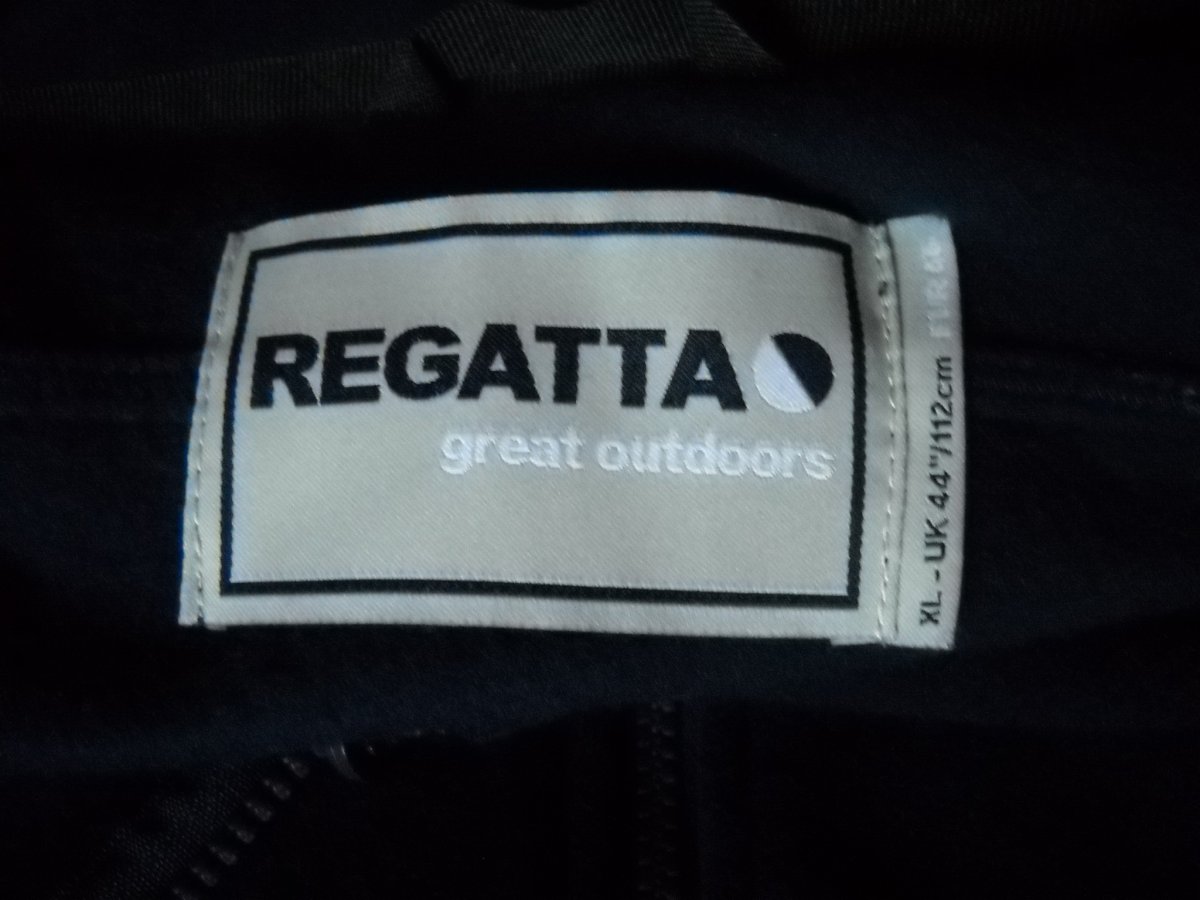 REGATTA
great outdoors
XL - UK 44"/112cm